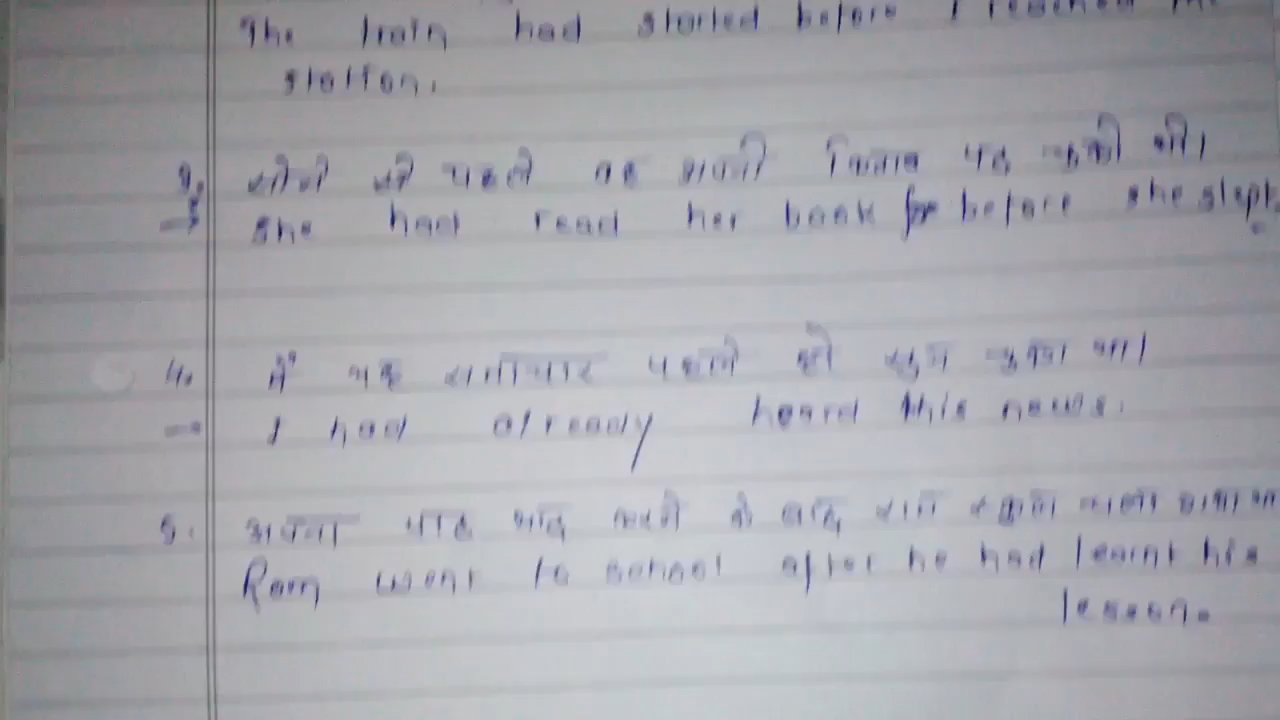 The train had started before I reached the
station.
3. सोने से पहले वह अपनी किताब पढ़ चुकी थी।
→ She had read her book before she slept.
4. मैं यह समाचार पहले ही सुन चुका था।
→ I had already heard this news.
5. अपना पाठ याद करने के बाद राम स्कूल चला गया था
Ram went to school after he had learnt his
lesson.